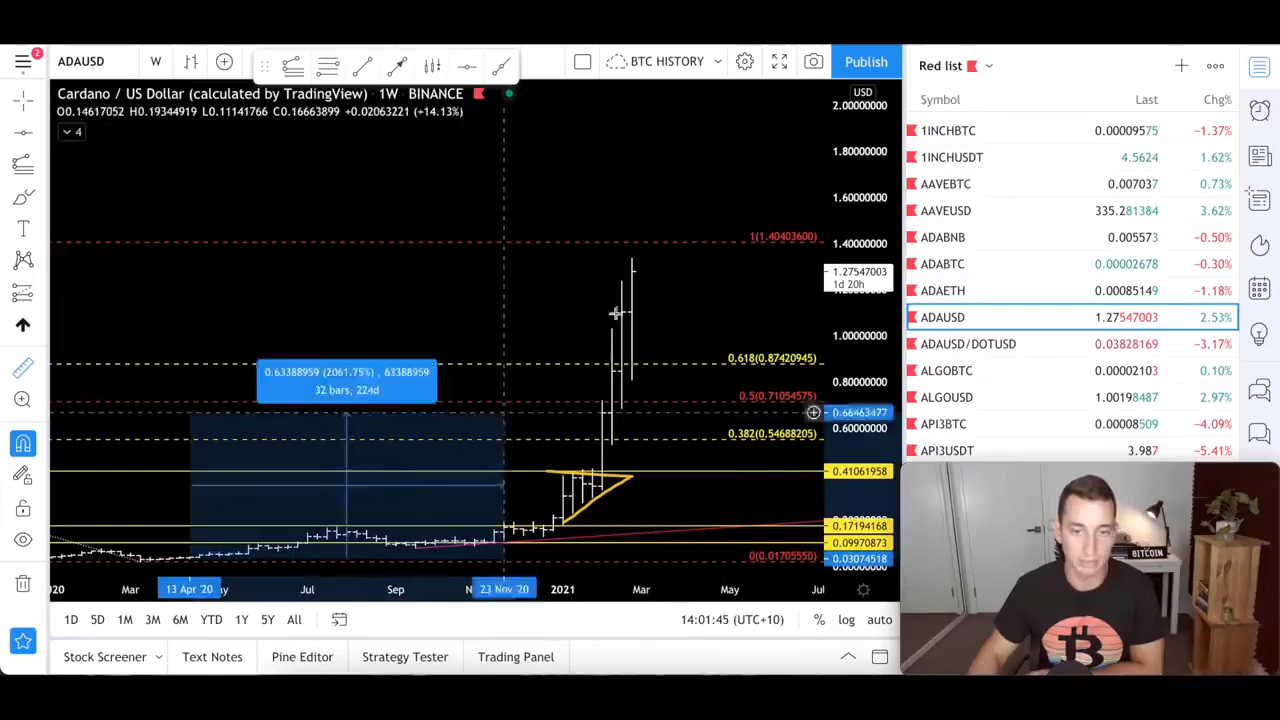 2
ADAUSD
W
BTC HISTORY
Publish
Red list
Cardano / US Dollar (calculated by TradingView) · 1W · BINANCE
O0.14617052 H0.19344919 L0.11141766 C0.16663899 +0.02063221 (+14.13%)
4
USD
2.00000000
1.80000000
1.60000000
1.40000000
1.27547003
1d 20h
1.00000000
0.80000000
0.66463477
0.60000000
0.41061958
0.17194168
0.09970873
0.03074518
1(1.40403600)
0.618(0.87420945)
0.5(0.71054575)
0.382(0.54688205)
0(0.01705550)
0.63388959 (2061.75%) , 63388959
32 bars, 224d
2020
Mar
13 Apr '20
Jul
Sep
23 Nov '20
2021
Mar
May
Jul
1D 5D 1M 3M 6M YTD 1Y 5Y All
14:01:45 (UTC+10)
% log auto
Stock Screener
Text Notes
Pine Editor
Strategy Tester
Trading Panel
Symbol Last Chg%
1INCHBTC 0.00009575 −1.37%
1INCHUSDT 4.5624 1.62%
AAVEBTC 0.007037 0.73%
AAVEUSD 335.281384 3.62%
ADABNB 0.005573 −0.50%
ADABTC 0.00002678 −0.30%
ADAETH 0.00085149 −1.18%
ADAUSD 1.27547003 2.53%
ADAUSD/DOTUSD 0.03828169 −3.17%
ALGOBTC 0.00002103 0.10%
ALGOUSD 1.00198487 2.97%
API3BTC 0.00008509 −4.09%
API3USDT 3.987 −5.41%
BITCOIN